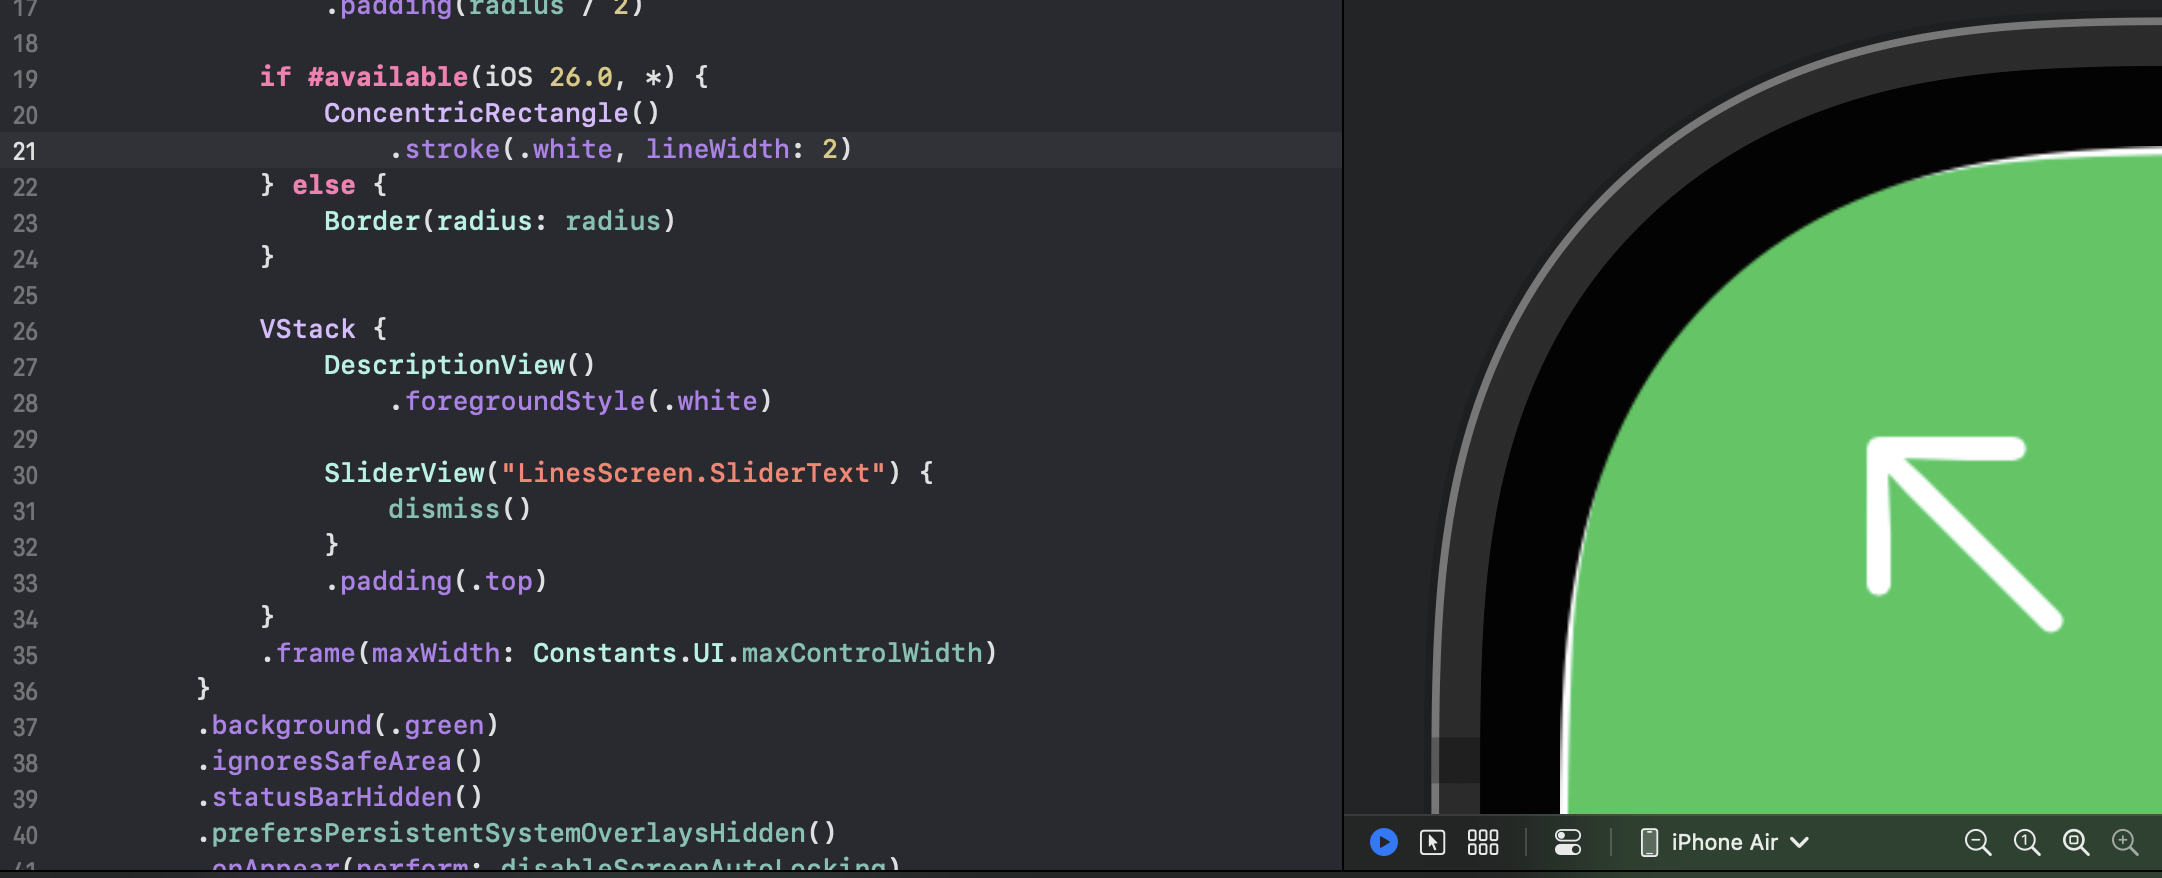 17 .padding(radius / 2)
18
19 if #available(iOS 26.0, *) {
20 ConcentricRectangle()
21 .stroke(.white, lineWidth: 2)
22 } else {
23 Border(radius: radius)
24 }
25
26 VStack {
27 DescriptionView()
28 .foregroundStyle(.white)
29
30 SliderView("LinesScreen.SliderText") {
31 dismiss()
32 }
33 .padding(.top)
34 }
35 .frame(maxWidth: Constants.UI.maxControlWidth)
36 }
37 .background(.green)
38 .ignoresSafeArea()
39 .statusBarHidden()
40 .prefersPersistentSystemOverlaysHidden()
41 .onAppear(perform: disableScreenAutoLocking)
iPhone Air